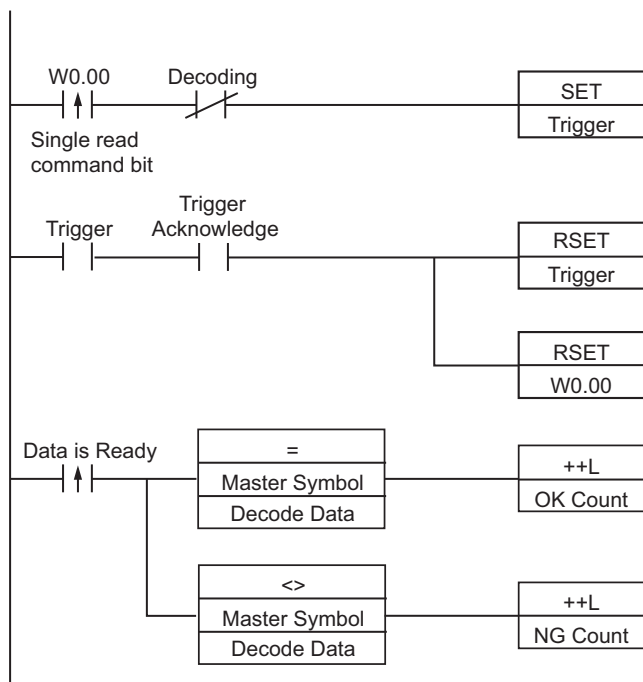 W0.00
Decoding
SET
Trigger
Single read
command bit
Trigger
Trigger
Acknowledge
RSET
Trigger
RSET
W0.00
Data is Ready
=
Master Symbol
Decode Data
++L
OK Count
<>
Master Symbol
Decode Data
++L
NG Count